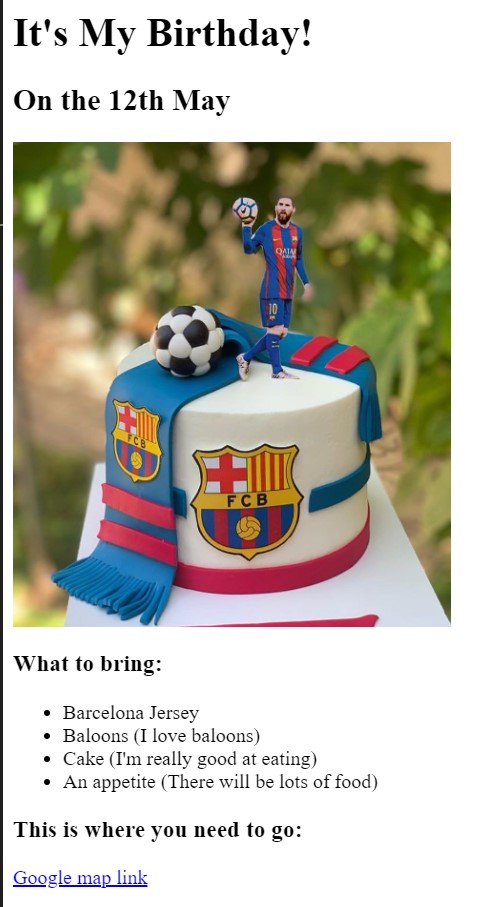 It's My Birthday!
On the 12th May
QATAR
10
FCB
FCB
What to bring:
Barcelona Jersey
Baloons (I love baloons)
Cake (I'm really good at eating)
An appetite (There will be lots of food)
This is where you need to go:
Google map link